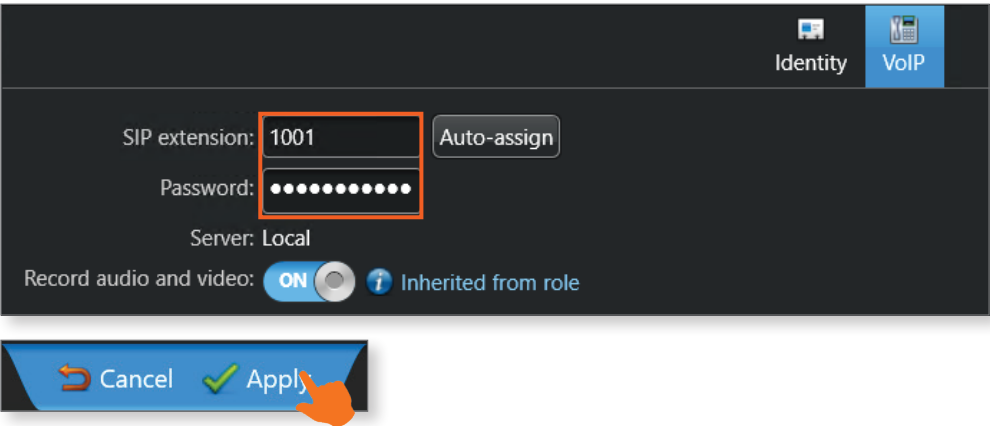 Identity VoIP
SIP extension: 1001 Auto-assign
Password: ●●●●●●●●●●●
Server: Local
Record audio and video: ON i Inherited from role
Cancel Apply